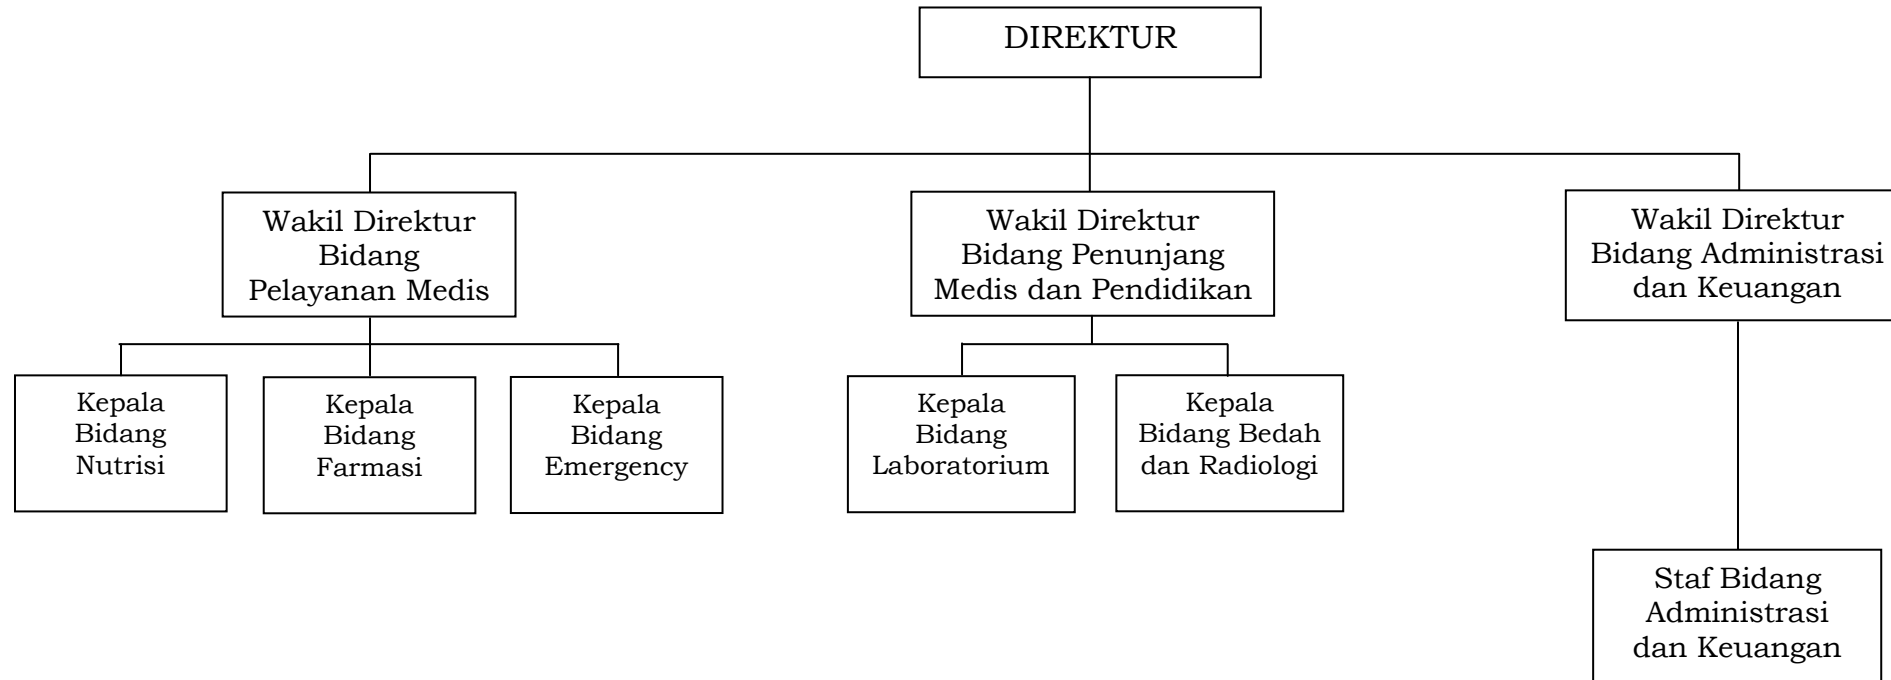 DIREKTUR
Wakil Direktur
Bidang
Pelayanan Medis
Wakil Direktur
Bidang Penunjang
Medis dan Pendidikan
Wakil Direktur
Bidang Administrasi
dan Keuangan
Kepala
Bidang
Nutrisi
Kepala
Bidang
Farmasi
Kepala
Bidang
Emergency
Kepala
Bidang
Laboratorium
Kepala
Bidang Bedah
dan Radiologi
Staf Bidang
Administrasi
dan Keuangan